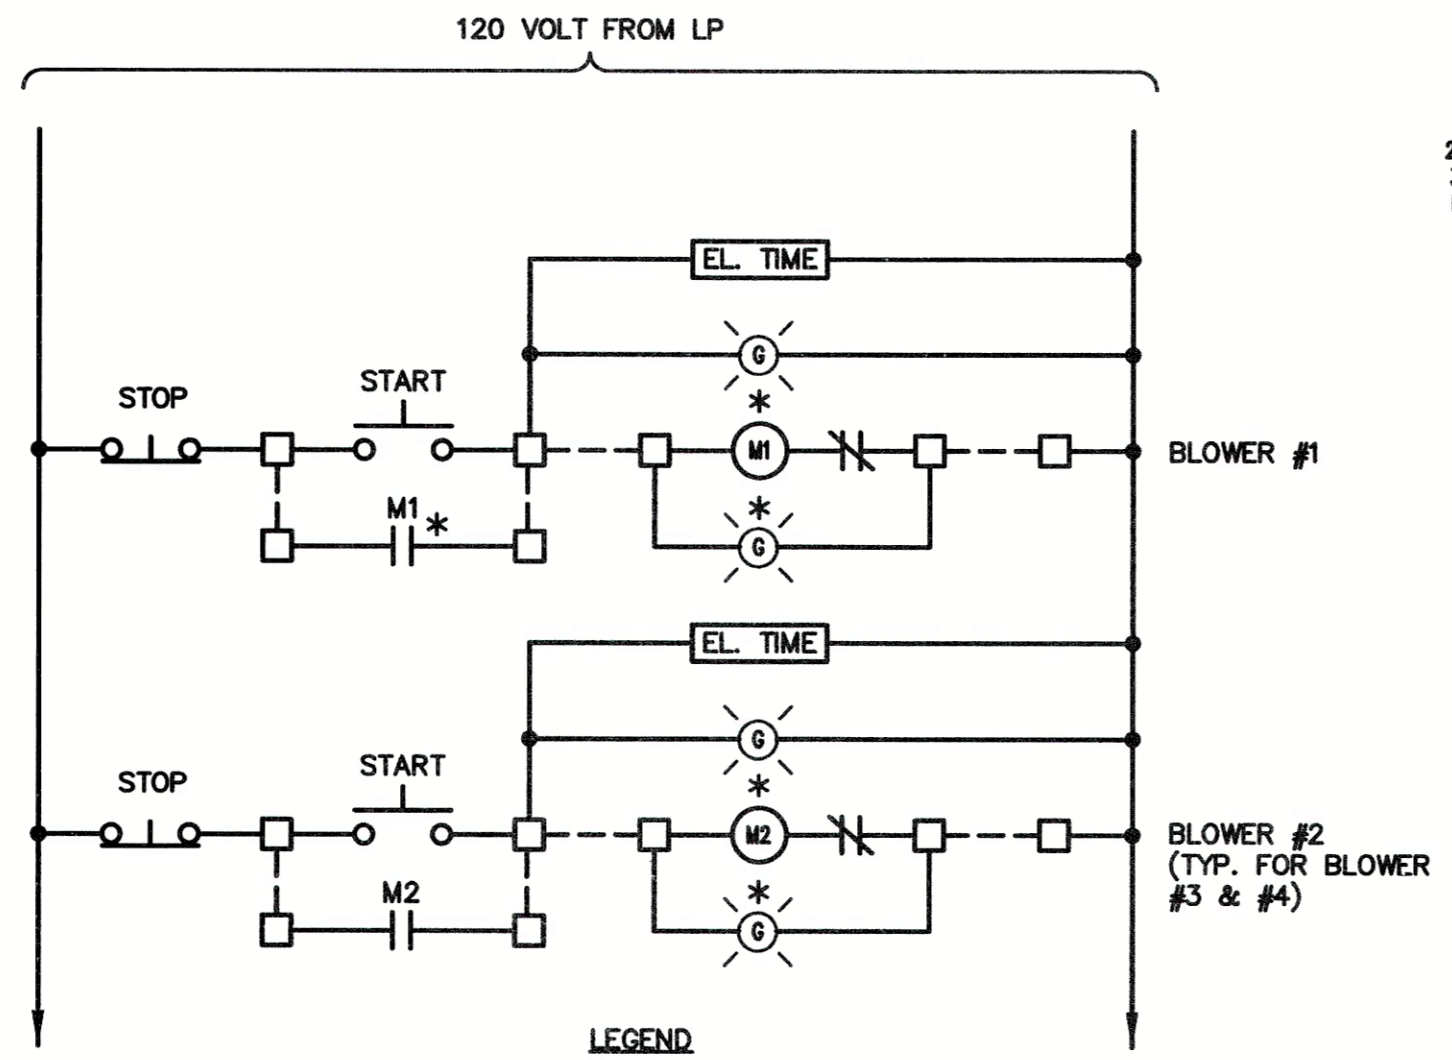 120 VOLT FROM LP
EL. TIME
G
*
START
STOP
M1
BLOWER #1
M1 *
*
G
EL. TIME
G
*
START
STOP
M2
BLOWER #2
(TYP. FOR BLOWER
#3 & #4)
M2
*
G
LEGEND